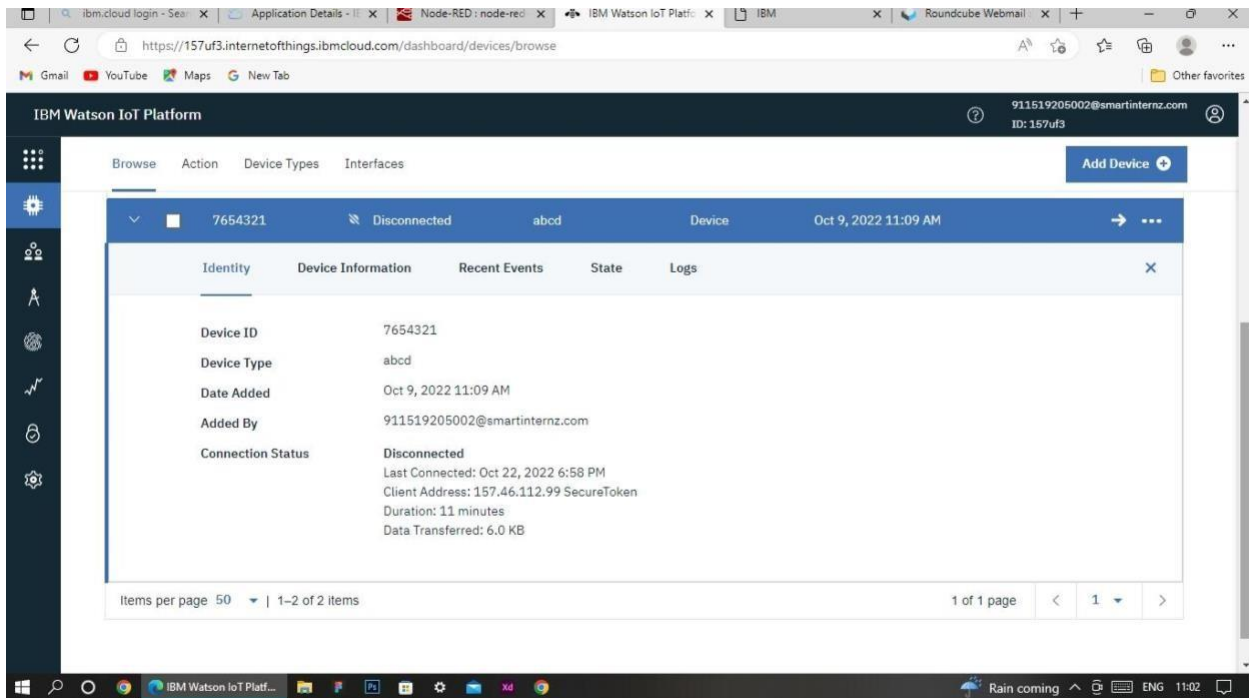 ibm.cloud login - Sear
Application Details - I
Node-RED : node-red
IBM Watson IoT Platfo
IBM
Roundcube Webmail
https://157uf3.internetofthings.ibmcloud.com/dashboard/devices/browse
Gmail YouTube Maps New Tab Other favorites
IBM Watson IoT Platform
911519205002@smartinternz.com
ID: 157uf3
Browse Action Device Types Interfaces Add Device
7654321 Disconnected abcd Device Oct 9, 2022 11:09 AM
Identity Device Information Recent Events State Logs
Device ID 7654321
Device Type abcd
Date Added Oct 9, 2022 11:09 AM
Added By 911519205002@smartinternz.com
Connection Status Disconnected
Last Connected: Oct 22, 2022 6:58 PM
Client Address: 157.46.112.99 SecureToken
Duration: 11 minutes
Data Transferred: 6.0 KB
Items per page 50 | 1–2 of 2 items 1 of 1 page 1
IBM Watson IoT Platf... Ps Xd Rain coming ENG 11:02